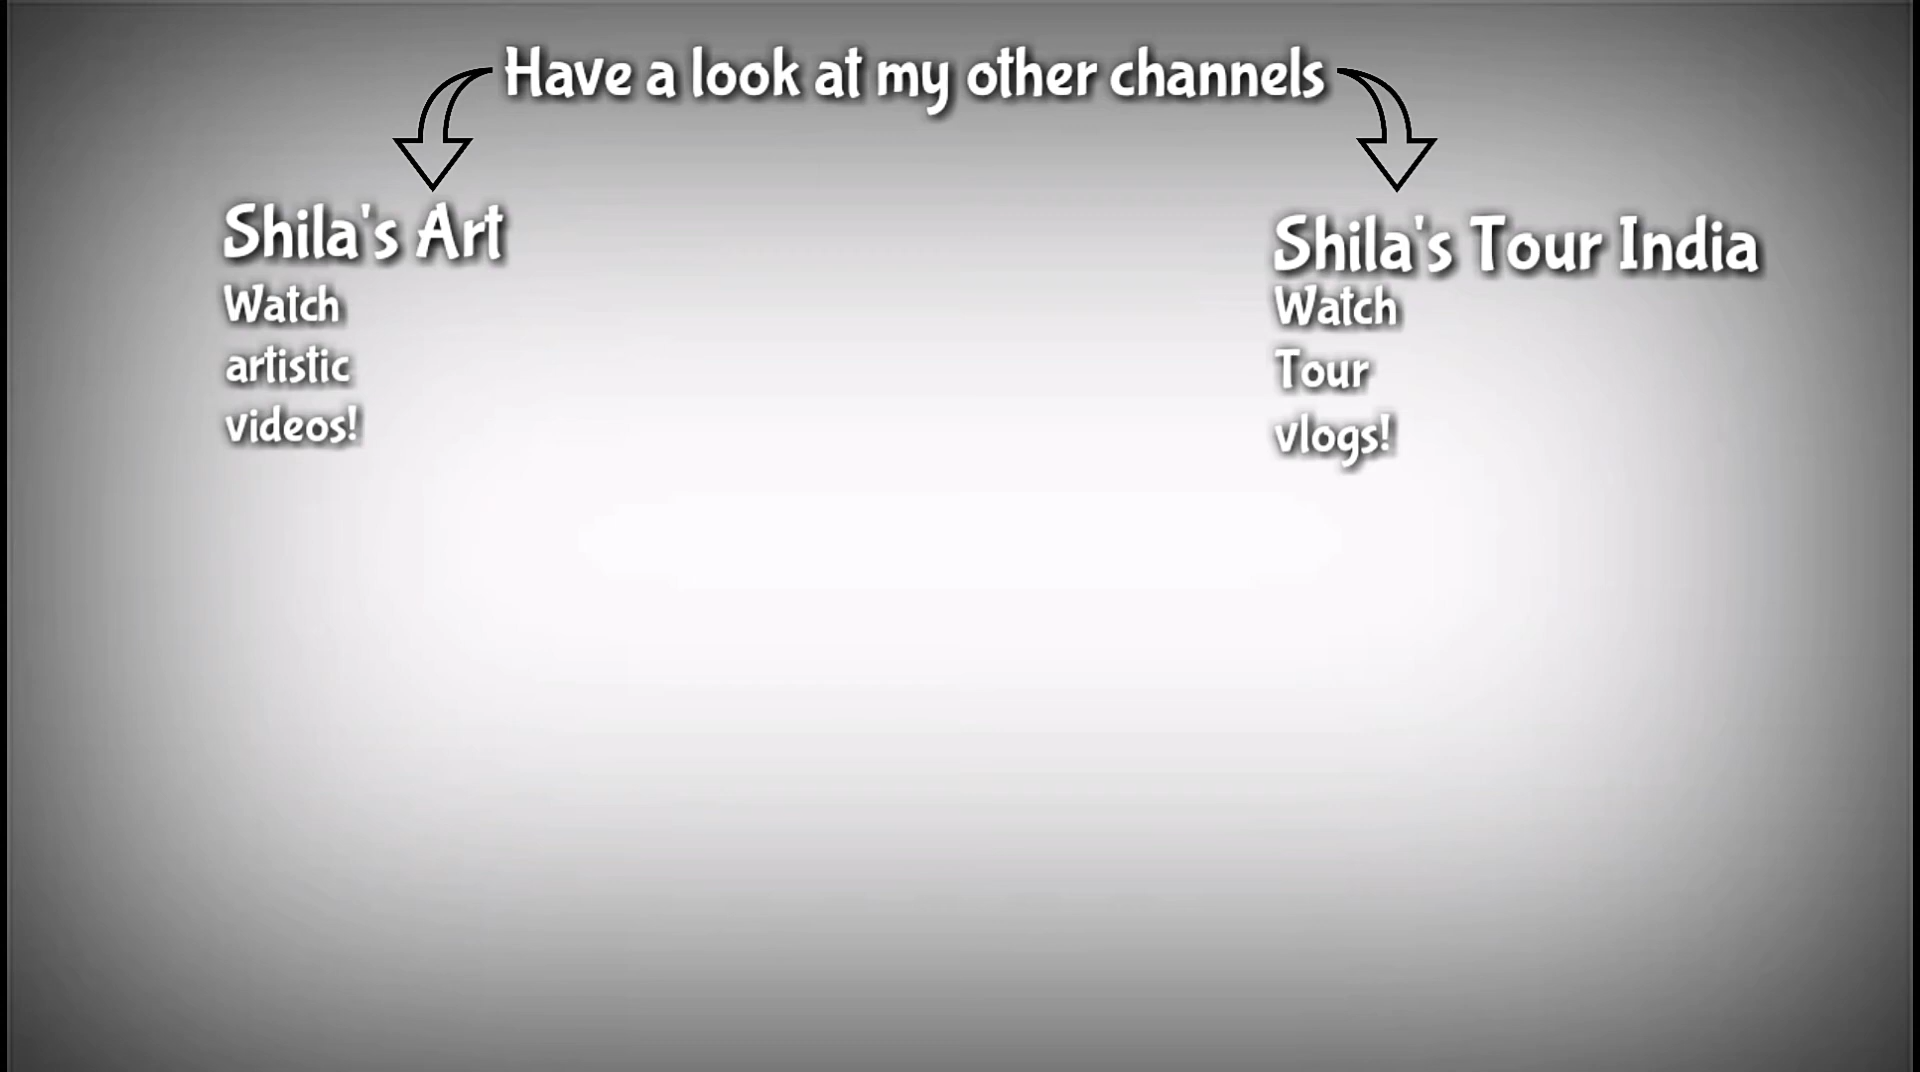 Have a look at my other channels
Shila's Art
Watch
artistic
videos!
Shila's Tour India
Watch
Tour
vlogs!